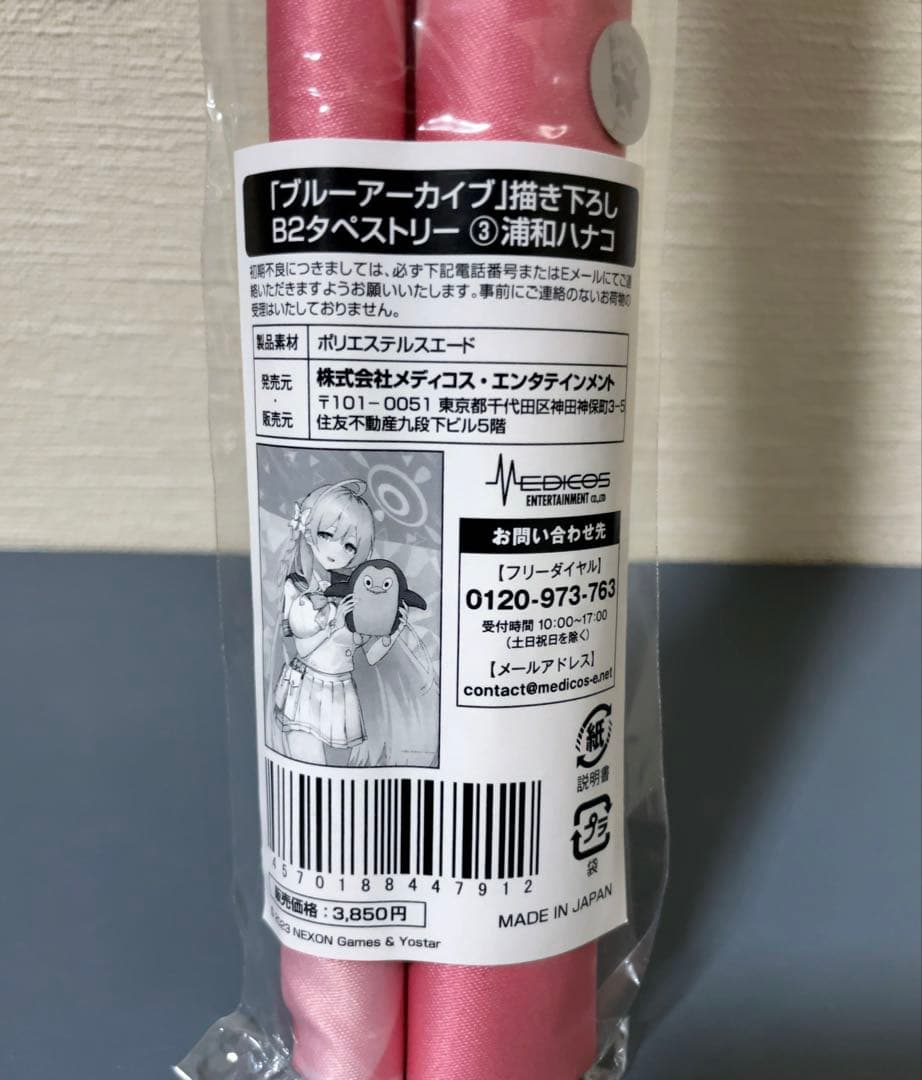 「ブルーアーカイブ」描き下ろし
B2タペストリー ③浦和ハナコ
初期不良につきましては、必ず下記電話番号またはEメールにてご連
絡いただきますようお願いいたします。事前にご連絡のないお荷物の
受理はいたしておりません。
製品素材 ポリエステルスエード
発売元・販売元
株式会社メディコス・エンタテインメント
〒101-0051 東京都千代田区神田神保町3-5
住友不動産九段下ビル5階
MEDICOS
ENTERTAINMENT CO.,LTD
お問い合わせ先
【フリーダイヤル】
0120-973-763
受付時間 10:00~17:00
(土日祝日を除く)
【メールアドレス】
contact@medicos-e.net
紙
説明書
プラ
袋
4570188447912
販売価格:3,850円
MADE IN JAPAN
©2023 NEXON Games & Yostar